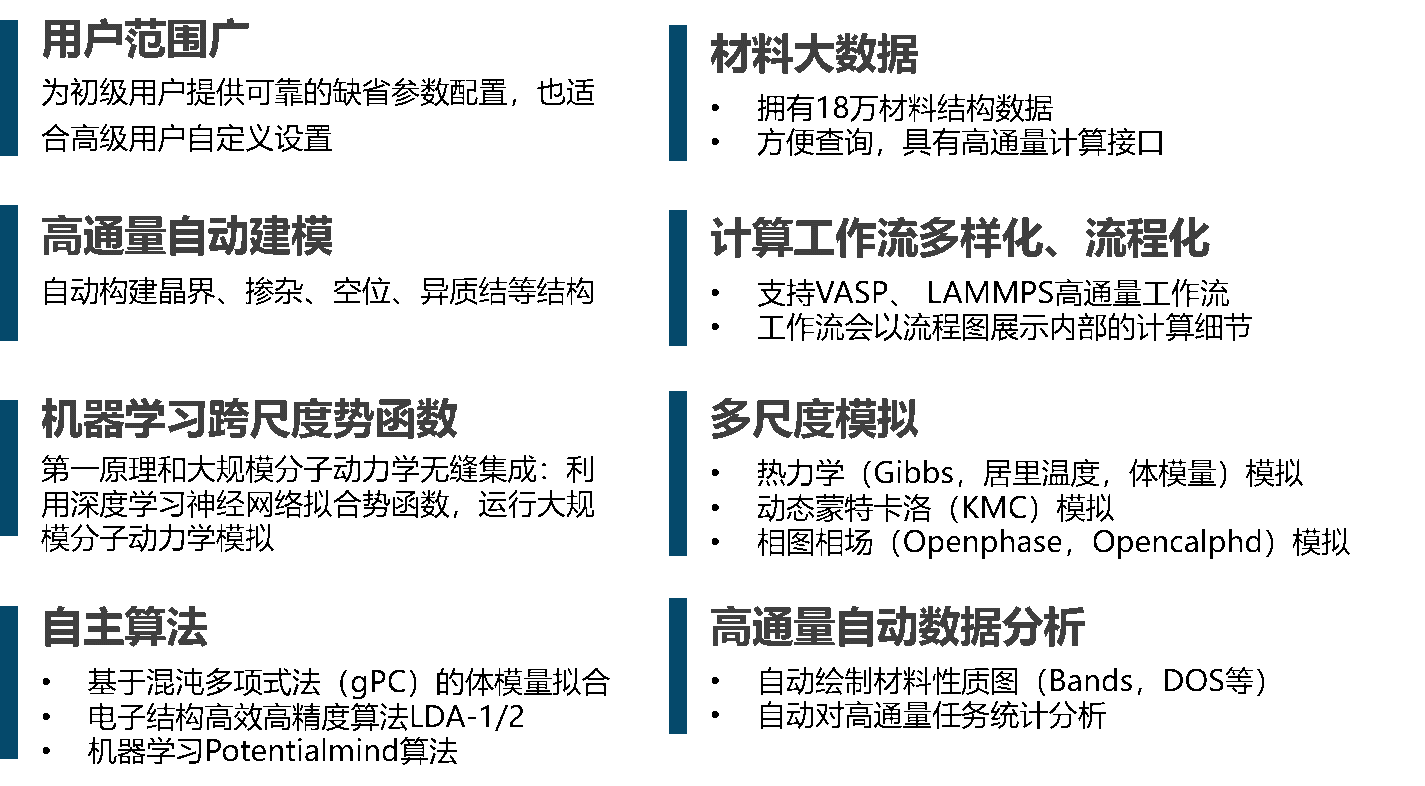 用户范围广
为初级用户提供可靠的缺省参数配置，也适
合高级用户自定义设置
高通量自动建模
自动构建晶界、掺杂、空位、异质结等结构
机器学习跨尺度势函数
第一原理和大规模分子动力学无缝集成：利
用深度学习神经网络拟合势函数，运行大规
模分子动力学模拟
自主算法
• 基于混沌多项式法（gPC）的体模量拟合
• 电子结构高效高精度算法LDA-1/2
• 机器学习Potentialmind算法
材料大数据
• 拥有18万材料结构数据
• 方便查询，具有高通量计算接口
计算工作流多样化、流程化
• 支持VASP、 LAMMPS高通量工作流
• 工作流会以流程图展示内部的计算细节
多尺度模拟
• 热力学（Gibbs，居里温度，体模量）模拟
• 动态蒙特卡洛（KMC）模拟
• 相图相场（Openphase，Opencalphd）模拟
高通量自动数据分析
• 自动绘制材料性质图（Bands，DOS等）
• 自动对高通量任务统计分析